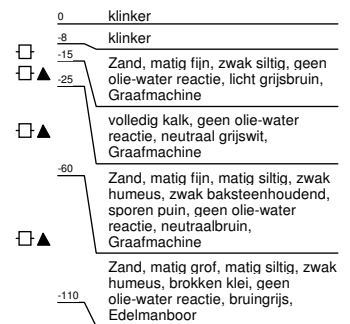 0 klinker
-8 klinker
-15 Zand, matig fijn, zwak siltig, geen
olie-water reactie, licht grijsbruin,
Graafmachine
-25 volledig kalk, geen olie-water
reactie, neutraal grijswit,
Graafmachine
-60 Zand, matig fijn, matig siltig, zwak
humeus, zwak baksteenhoudend,
sporen puin, geen olie-water
reactie, neutraalbruin,
Graafmachine
Zand, matig grof, matig siltig, zwak
humeus, brokken klei, geen
-110 olie-water reactie, bruingrijs,
Edelmanboor